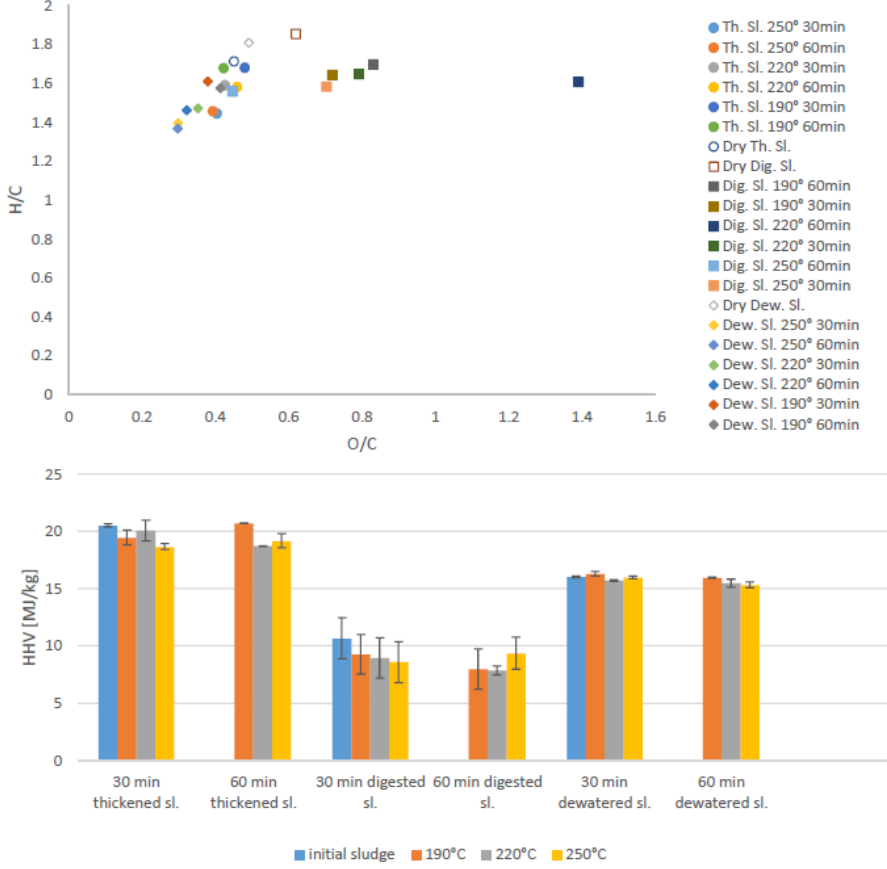 2
1.8
1.6
1.4
1.2
1
0.8
0.6
0.4
0.2
0
H/C
0 0.2 0.4 0.6 0.8 1 1.2 1.4 1.6
O/C
Th. Sl. 250° 30min
Th. Sl. 250° 60min
Th. Sl. 220° 30min
Th. Sl. 220° 60min
Th. Sl. 190° 30min
Th. Sl. 190° 60min
Dry Th. Sl.
Dry Dig. Sl.
Dig. Sl. 190° 60min
Dig. Sl. 190° 30min
Dig. Sl. 220° 60min
Dig. Sl. 220° 30min
Dig. Sl. 250° 60min
Dig. Sl. 250° 30min
Dry Dew. Sl.
Dew. Sl. 250° 30min
Dew. Sl. 250° 60min
Dew. Sl. 220° 30min
Dew. Sl. 220° 60min
Dew. Sl. 190° 30min
Dew. Sl. 190° 60min
25
20
15
10
5
0
HHV [MJ/kg]
30 min
thickened sl.
60 min
thickened sl.
30 min digested
sl.
60 min digested
sl.
30 min
dewatered sl.
60 min
dewatered sl.
initial sludge 190°C 220°C 250°C